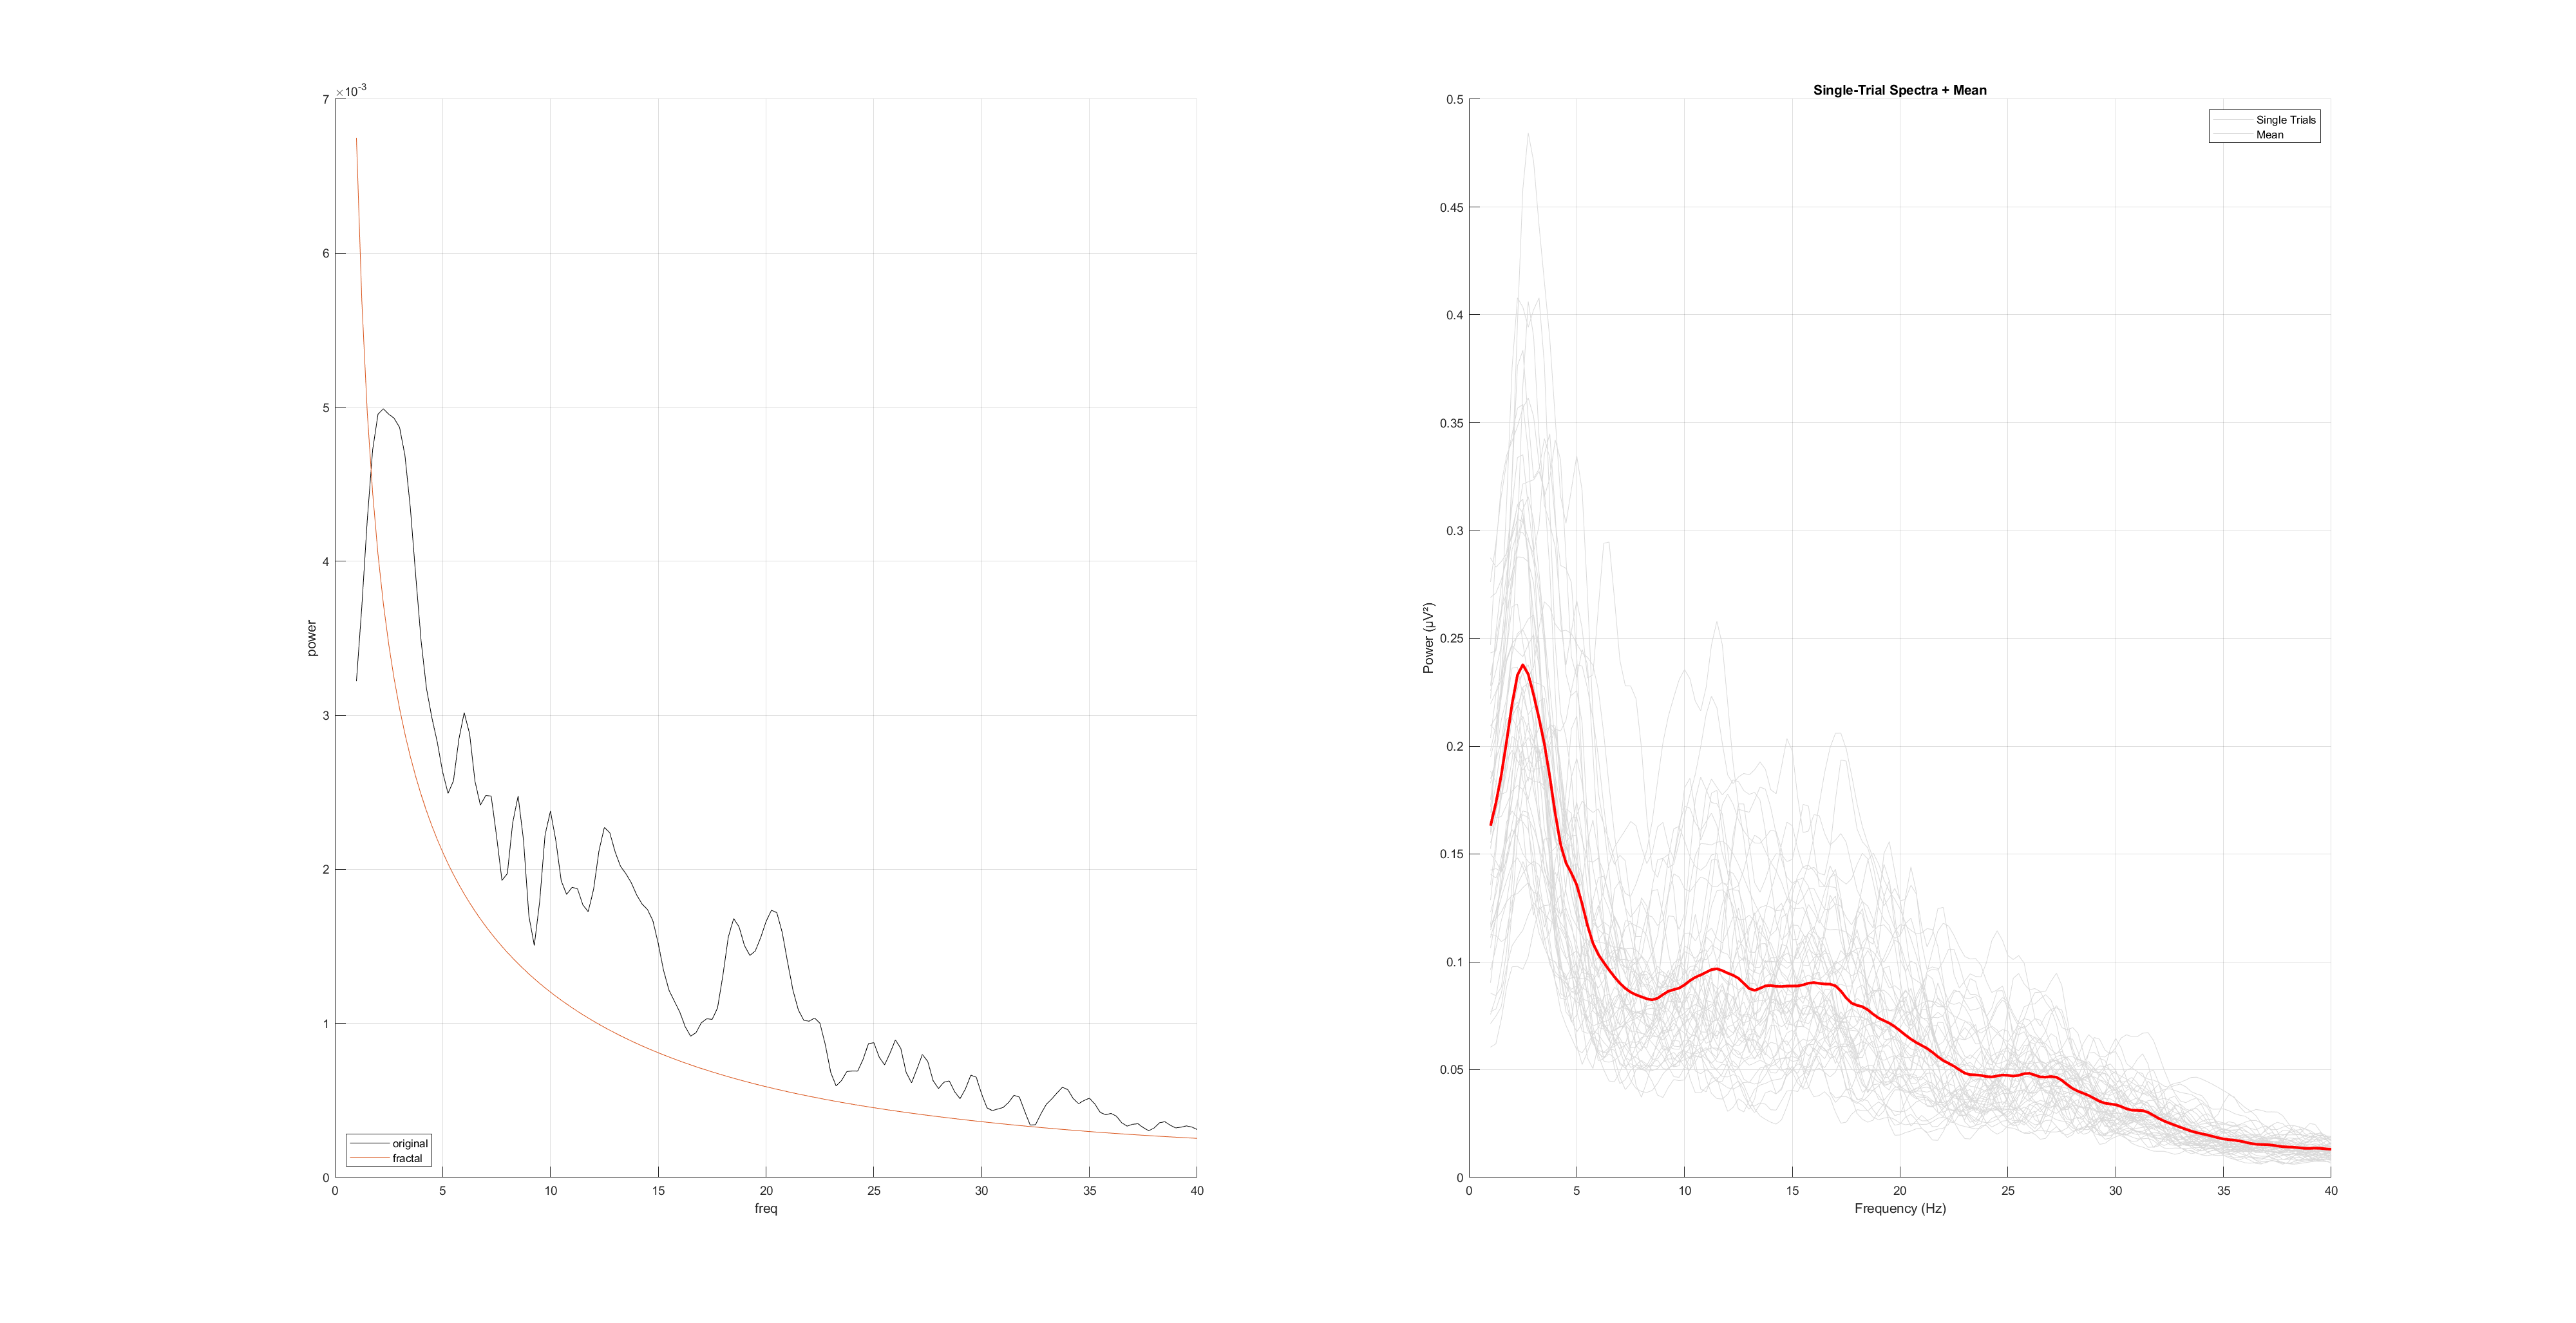 ×10-3
7
6
5
4
3
2
1
0
power
original
fractal
0 5 10 15 20 25 30 35 40
freq
Single-Trial Spectra + Mean
Single Trials
Mean
0.5
0.45
0.4
0.35
0.3
0.25
0.2
0.15
0.1
0.05
0
Power (µV²)
0 5 10 15 20 25 30 35 40
Frequency (Hz)